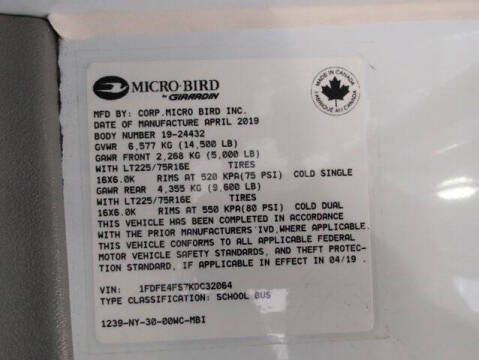 MICRO-BIRD
by GIRARDIN
MADE IN CANADA
FABRIQUÉ AU CANADA
MFD BY: CORP.MICRO BIRD INC.
DATE OF MANUFACTURE APRIL 2019
BODY NUMBER 19-24432
GVWR 6,577 KG (14,500 LB)
GAWR FRONT 2,268 KG (5,000 LB)
WITH LT225/75R16E TIRES
16X6.0K RIMS AT 520 KPA(75 PSI) COLD SINGLE
GAWR REAR 4,355 KG (9,600 LB)
WITH LT225/75R16E TIRES
16X6.0K RIMS AT 550 KPA(80 PSI) COLD DUAL
THIS VEHICLE HAS BEEN COMPLETED IN ACCORDANCE
WITH THE PRIOR MANUFACTURERS'IVD,WHERE APPLICABLE.
THIS VEHICLE CONFORMS TO ALL APPLICABLE FEDERAL
MOTOR VEHICLE SAFETY STANDARDS, AND THEFT PROTEC-
TION STANDARD, IF APPLICABLE IN EFFECT IN 04/19 .
VIN: 1FDFE4FS7KDC32064
TYPE CLASSIFICATION: SCHOOL BUS
1239-NY-30-00WC-MBI